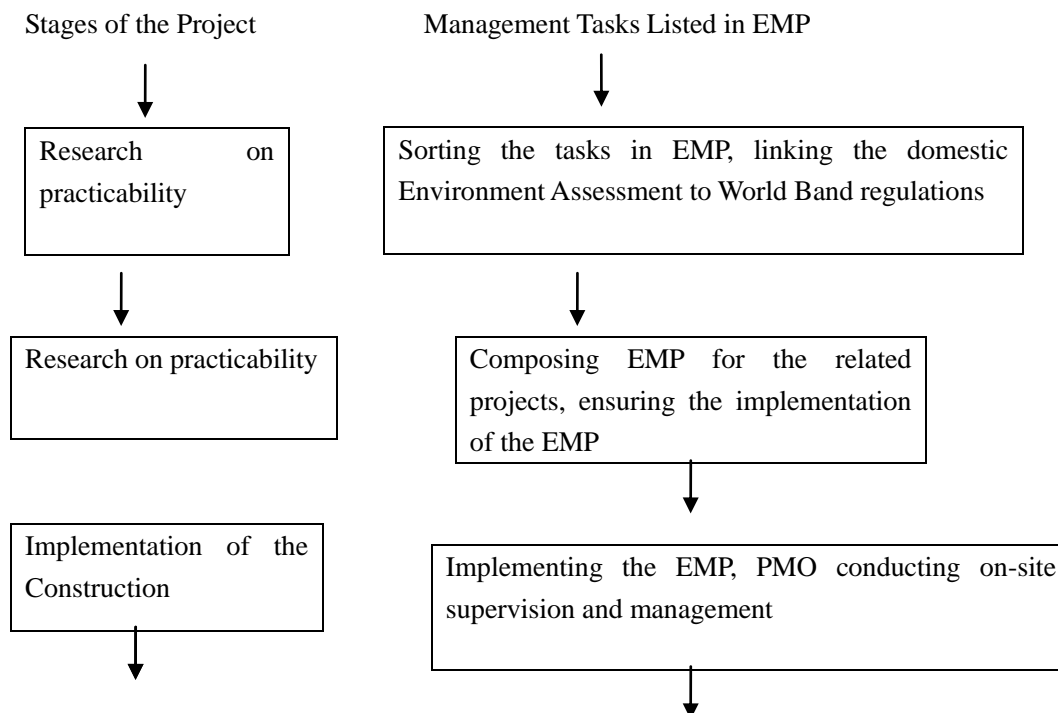 Stages of the Project
Management Tasks Listed in EMP
Research on
practicability
Sorting the tasks in EMP, linking the domestic
Environment Assessment to World Band regulations
Research on practicability
Composing EMP for the related
projects, ensuring the implementation
of the EMP
Implementation of the
Construction
Implementing the EMP, PMO conducting on-site
supervision and management